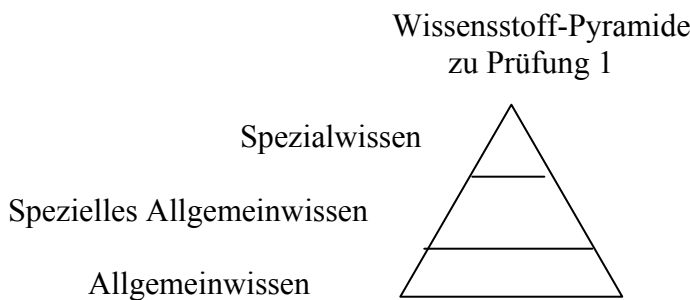 Wissensstoff-Pyramide
zu Prüfung 1
Spezialwissen
Spezielles Allgemeinwissen
Allgemeinwissen